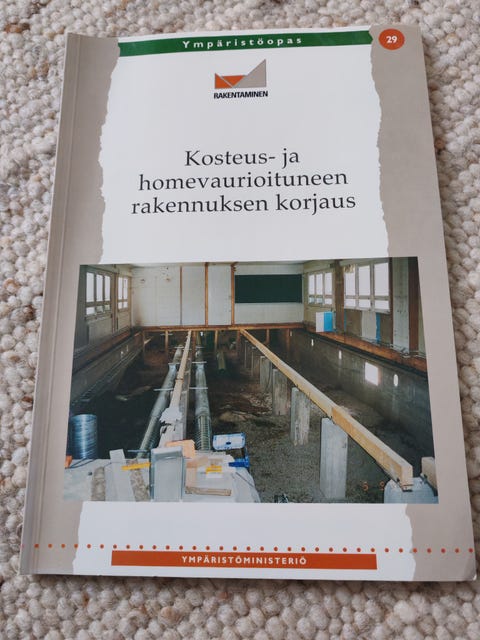 Ympäristöopas
29
RAKENTAMINEN
Kosteus- ja
homevaurioituneen
rakennuksen korjaus
YMPÄRISTÖMINISTERIÖ